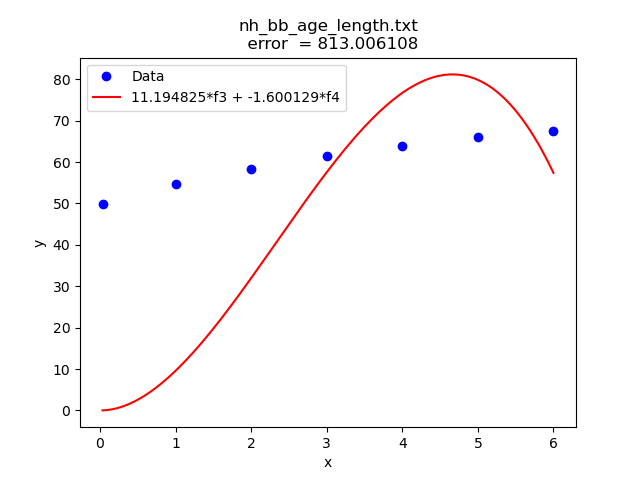 nh_bb_age_length.txt
error = 813.006108
Data
11.194825*f3 + -1.600129*f4
80
70
60
50
40
30
20
10
0
y
0 1 2 3 4 5 6
x